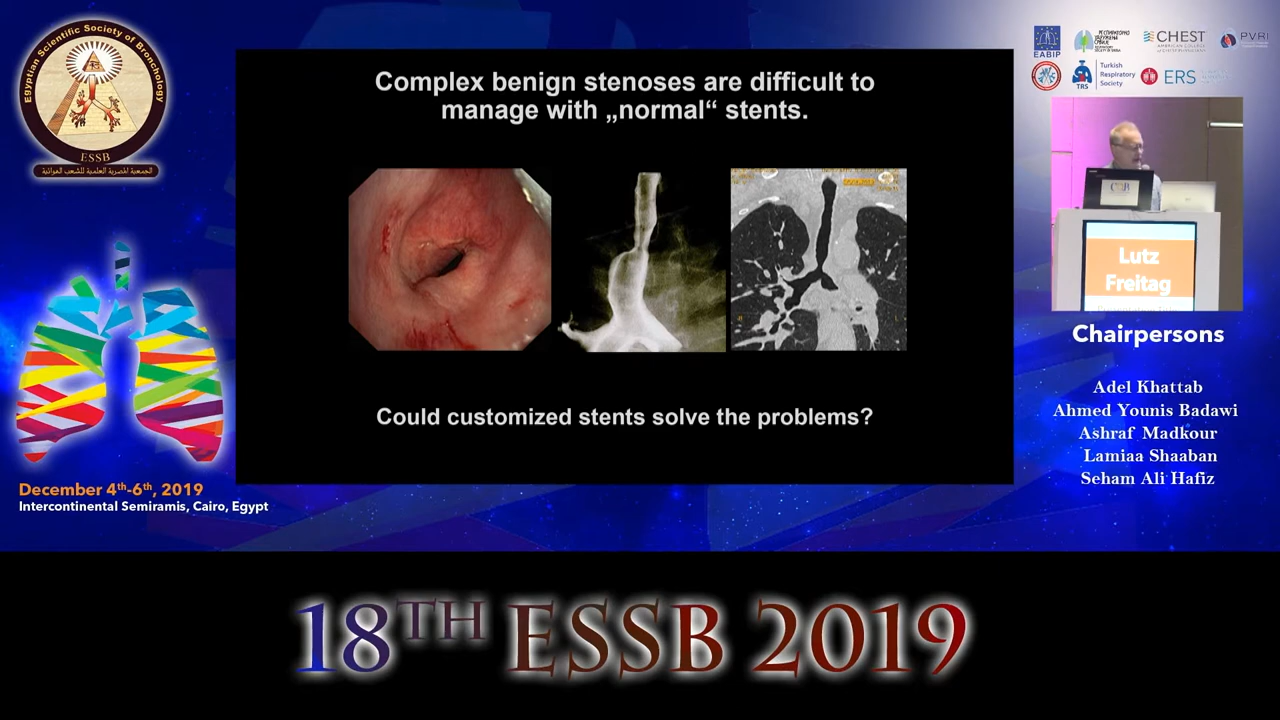 Egyptian Scientific Society of Bronchology
ESSB
الجمعية المصرية العلمية للشعب الهوائية
December 4th-6th, 2019
Intercontinental Semiramis, Cairo, Egypt
Complex benign stenoses are difficult to
manage with „normal“ stents.
Could customized stents solve the problems?
EABIP
CHEST
PVRI
TRS
Turkish
Respiratory
Society
ERS
Lutz
Freitag
Chairpersons
Adel Khattab
Ahmed Younis Badawi
Ashraf Madkour
Lamiaa Shaaban
Seham Ali Hafiz
18TH ESSB 2019